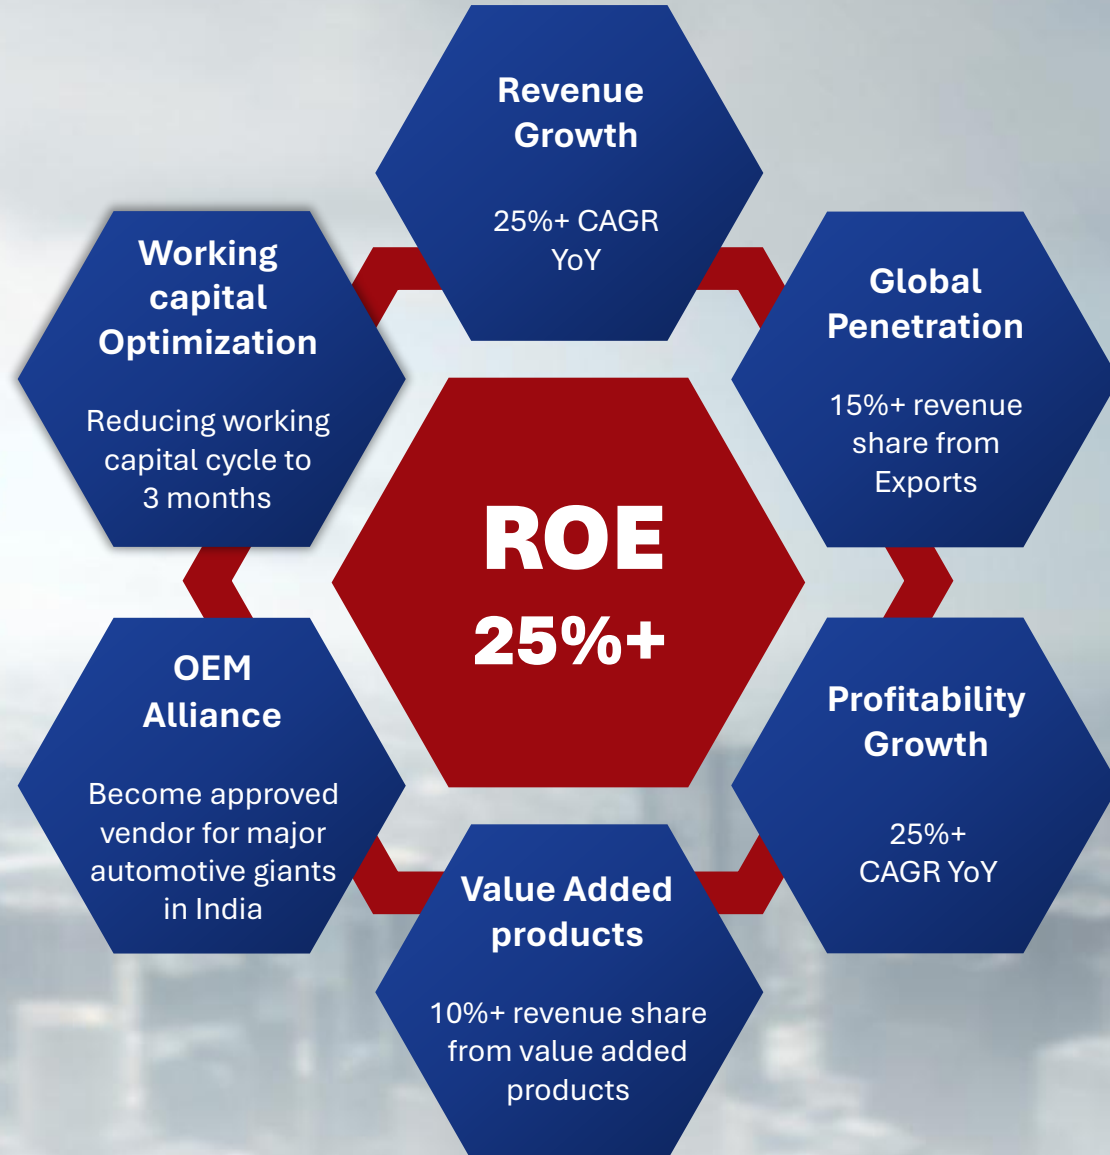 Revenue
Growth
25%+ CAGR
YoY
Working
capital
Optimization
Reducing working
capital cycle to
3 months
Global
Penetration
15%+ revenue
share from
Exports
ROE
25%+
OEM
Alliance
Become approved
vendor for major
automotive giants
in India
Profitability
Growth
25%+
CAGR YoY
Value Added
products
10%+ revenue share
from value added
products